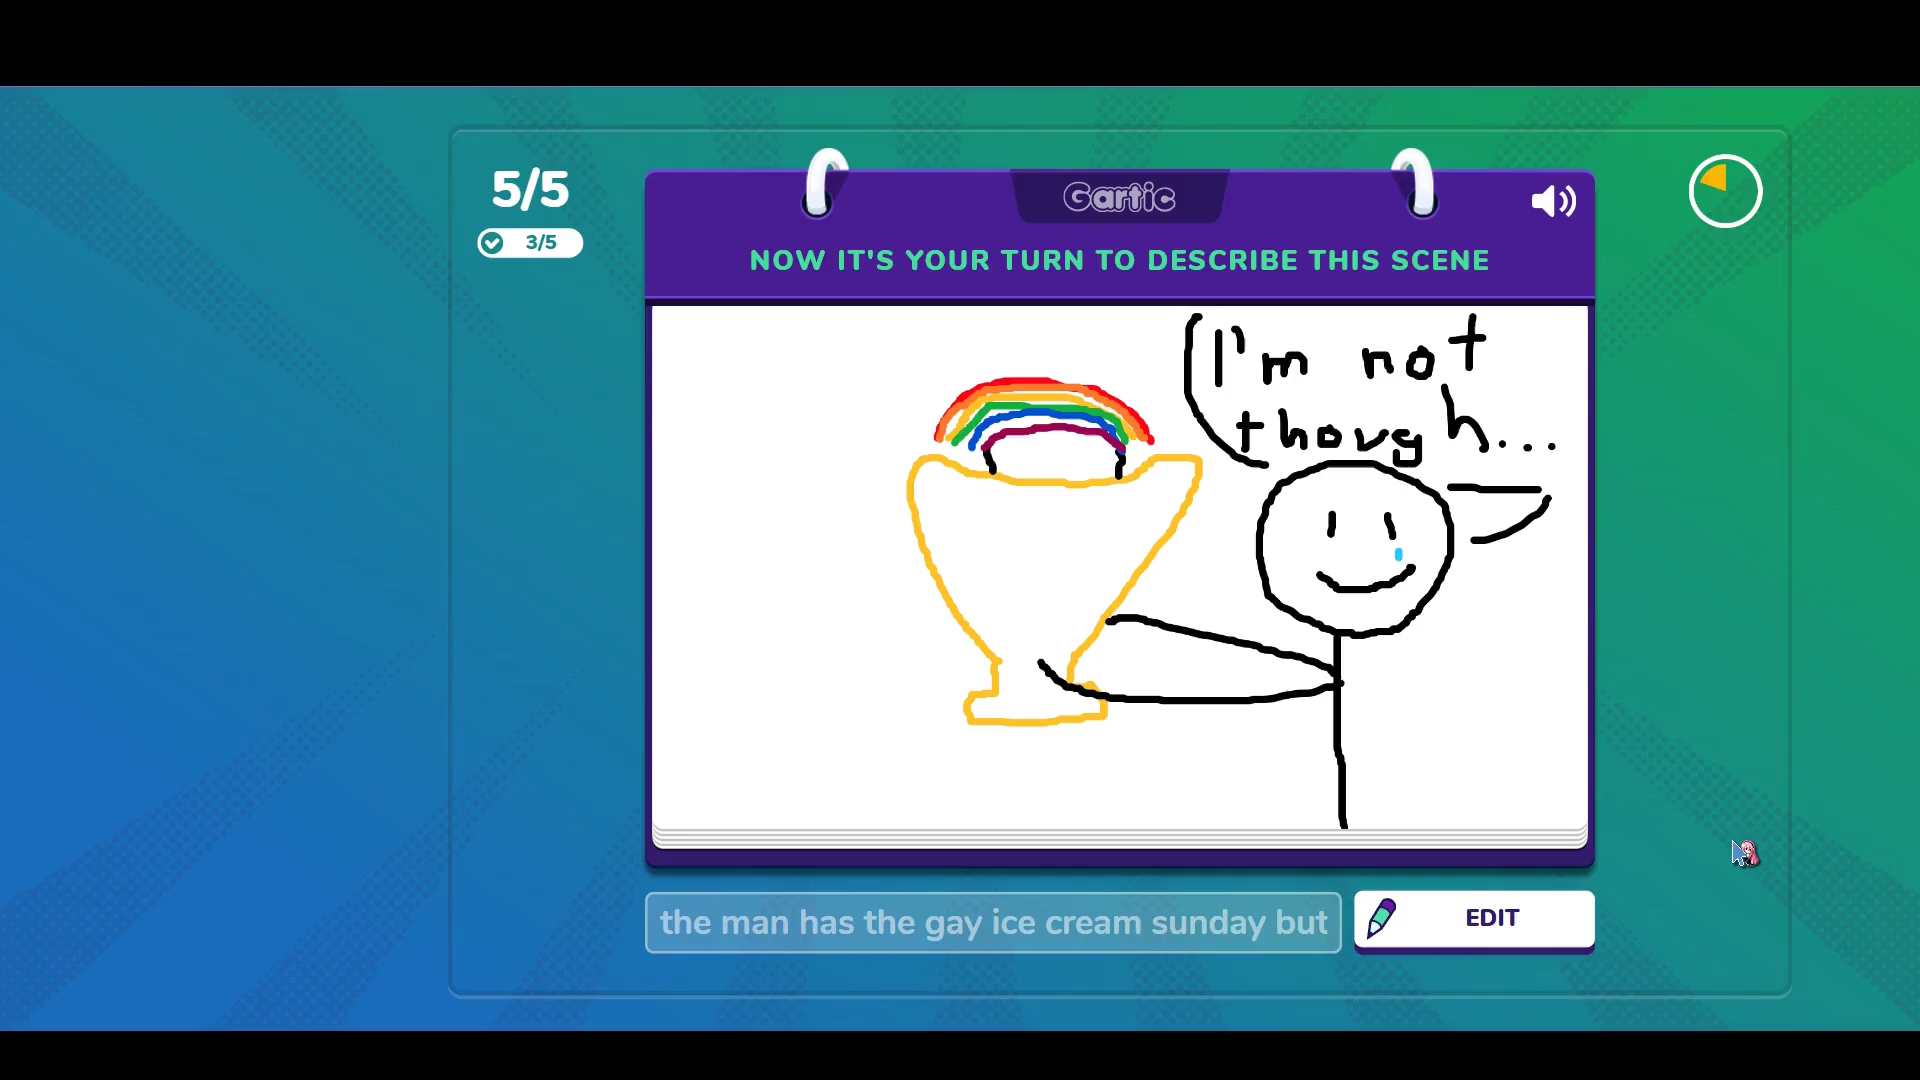 5/5
3/5
Gartic
NOW IT'S YOUR TURN TO DESCRIBE THIS SCENE
I'm not
though...
the man has the gay ice cream sunday but
EDIT